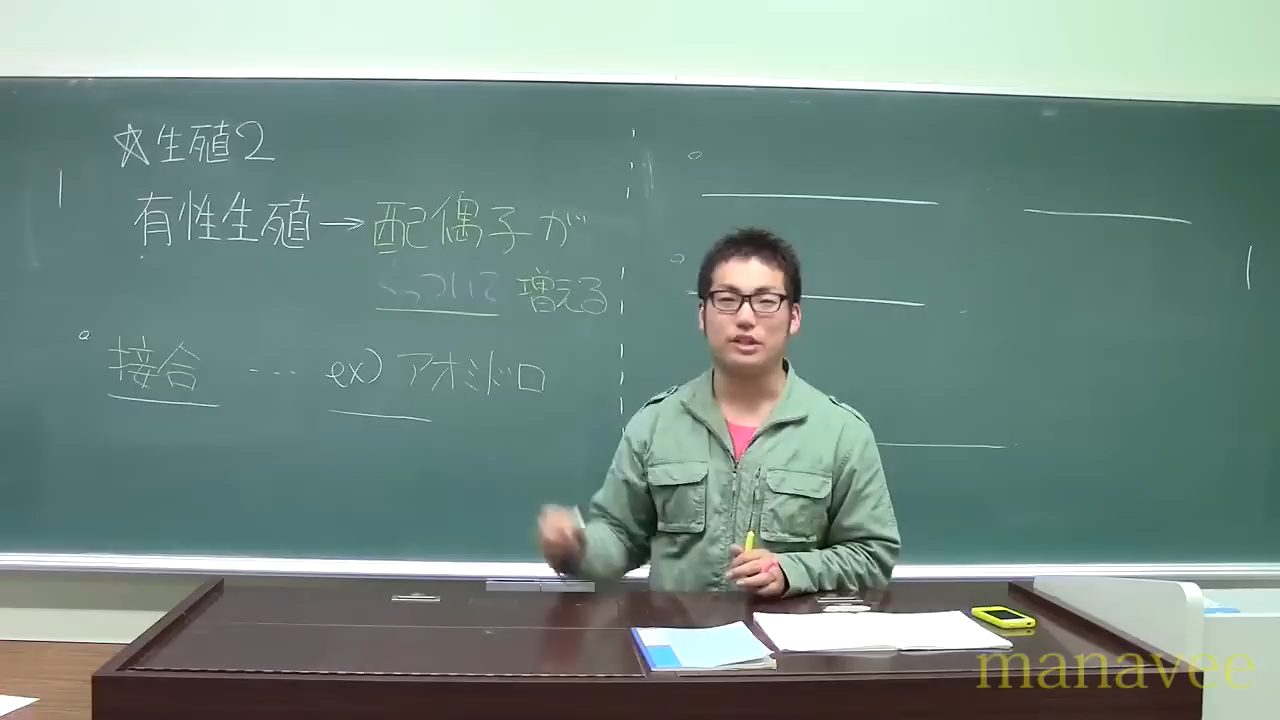 ☆生殖2
有性生殖→配偶子が
くっついて 増える
接合 … ex) アオミドロ
manavee